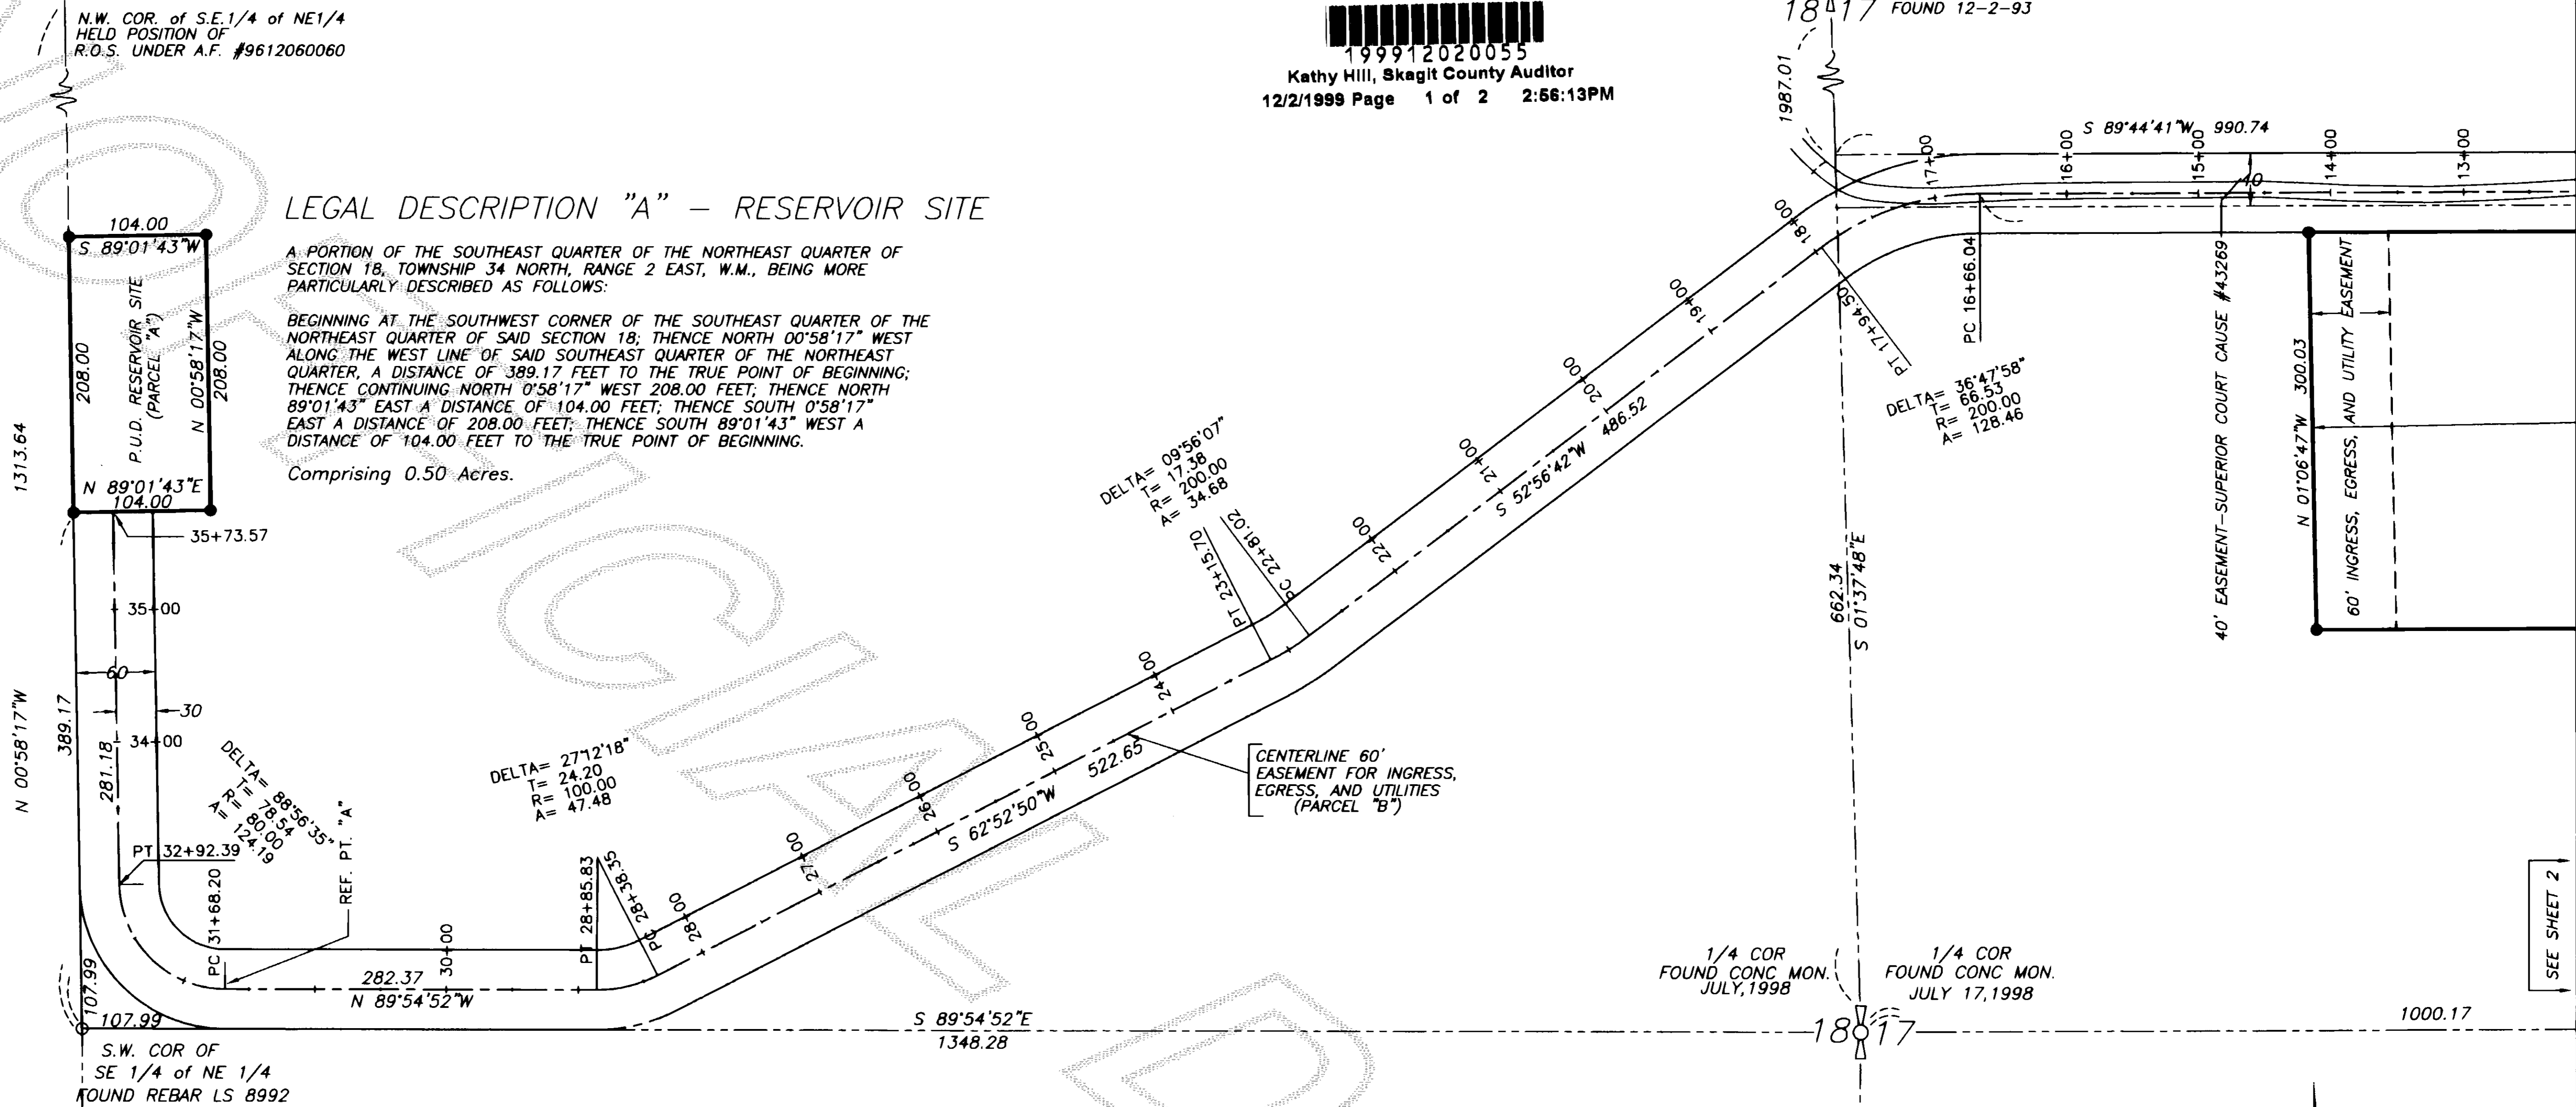 N.W. COR. of S.E.1/4 of NE1/4
HELD POSITION OF
R.O.S. UNDER A.F. #9612060060
199912020055
Kathy Hill, Skagit County Auditor
12/2/1999 Page 1 of 2 2:56:13PM
18 17 FOUND 12-2-93
1987.01
S 89°44'41"W 990.74
17+00
16+00
15+00
14+00
13+00
40
LEGAL DESCRIPTION "A" — RESERVOIR SITE
A PORTION OF THE SOUTHEAST QUARTER OF THE NORTHEAST QUARTER OF
SECTION 18, TOWNSHIP 34 NORTH, RANGE 2 EAST, W.M., BEING MORE
PARTICULARLY DESCRIBED AS FOLLOWS:
BEGINNING AT THE SOUTHWEST CORNER OF THE SOUTHEAST QUARTER OF THE
NORTHEAST QUARTER OF SAID SECTION 18; THENCE NORTH 00°58'17" WEST
ALONG THE WEST LINE OF SAID SOUTHEAST QUARTER OF THE NORTHEAST
QUARTER, A DISTANCE OF 389.17 FEET TO THE TRUE POINT OF BEGINNING;
THENCE CONTINUING NORTH 0°58'17" WEST 208.00 FEET; THENCE NORTH
89°01'43" EAST A DISTANCE OF 104.00 FEET; THENCE SOUTH 0°58'17"
EAST A DISTANCE OF 208.00 FEET; THENCE SOUTH 89°01'43" WEST A
DISTANCE OF 104.00 FEET TO THE TRUE POINT OF BEGINNING.
Comprising 0.50 Acres.
104.00
S 89°01'43"W
208.00
P.U.D. RESERVOIR SITE
(PARCEL "A")
N 00°58'17"W
208.00
N 89°01'43"E
104.00
1313.64
N 00°58'17"W
35+73.57
35+00
60
30
389.17
281.18
34+00
DELTA= 88°56'35"
T= 78.54
R= 80.00
A= 124.19
PT 32+92.39
PC 31+68.20
REF. PT. "A"
107.99
107.99
282.37
N 89°54'52"W
30+00
DELTA= 27°12'18"
T= 24.20
R= 100.00
A= 47.48
PT 28+85.83
PC 28+38.35
28+00
27+00
26+00
25+00
24+00
S 62°52'50"W 522.65
CENTERLINE 60'
EASEMENT FOR INGRESS,
EGRESS, AND UTILITIES
(PARCEL "B")
DELTA= 09°56'07"
T= 17.38
R= 200.00
A= 34.68
PT 23+15.70
PC 22+81.02
22+00
21+00
20+00
19+00
18+00
S 52°56'42"W 486.52
PT 17+94.50
PC 16+66.04
DELTA= 36°47'58"
T= 66.53
R= 200.00
A= 128.46
662.34
S 01°37'48"E
40' EASEMENT-SUPERIOR COURT CAUSE #43269
N 01°06'47"W 300.03
60' INGRESS, EGRESS, AND UTILITY EASEMENT
SEE SHEET 2
1/4 COR
FOUND CONC MON.
JULY,1998
1/4 COR
FOUND CONC MON.
JULY 17,1998
S 89°54'52"E
1348.28
18 17
1000.17
S.W. COR OF
SE 1/4 of NE 1/4
FOUND REBAR LS 8992
UNOFFICIAL D